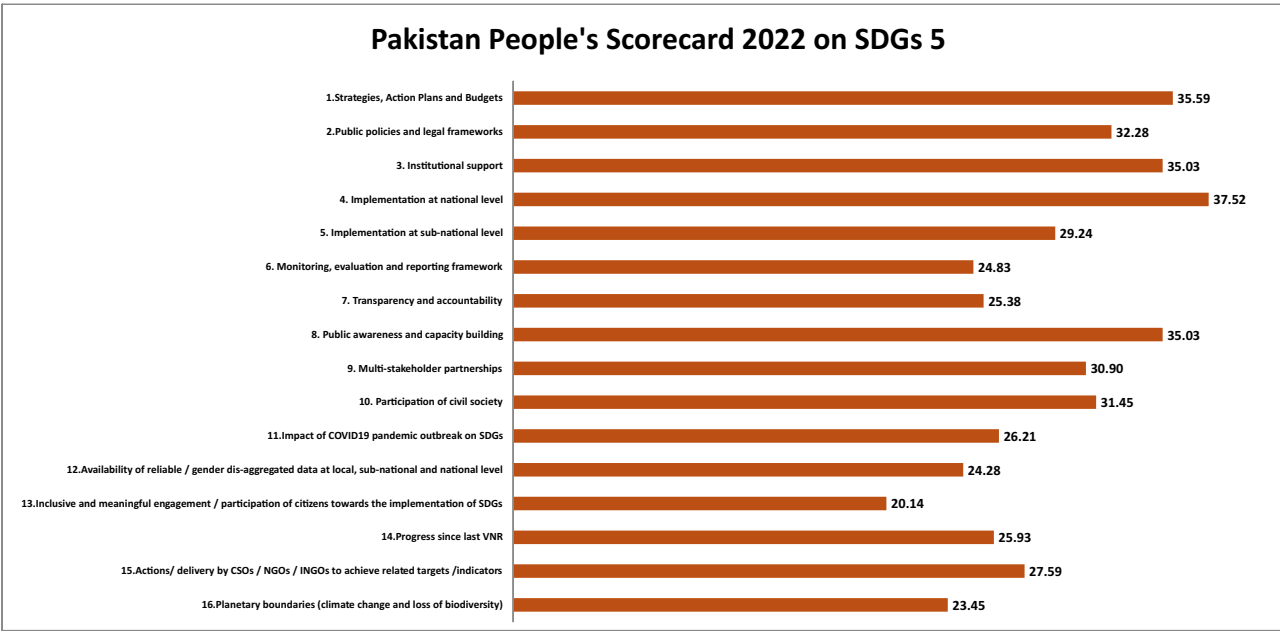 Pakistan People's Scorecard 2022 on SDGs 5
1.Strategies, Action Plans and Budgets 35.59
2.Public policies and legal frameworks 32.28
3. Institutional support 35.03
4. Implementation at national level 37.52
5. Implementation at sub-national level 29.24
6. Monitoring, evaluation and reporting framework 24.83
7. Transparency and accountability 25.38
8. Public awareness and capacity building 35.03
9. Multi-stakeholder partnerships 30.90
10. Participation of civil society 31.45
11.Impact of COVID19 pandemic outbreak on SDGs 26.21
12.Availability of reliable / gender dis-aggregated data at local, sub-national and national level 24.28
13.Inclusive and meaningful engagement / participation of citizens towards the implementation of SDGs 20.14
14.Progress since last VNR 25.93
15.Actions/ delivery by CSOs / NGOs / INGOs to achieve related targets /indicators 27.59
16.Planetary boundaries (climate change and loss of biodiversity) 23.45